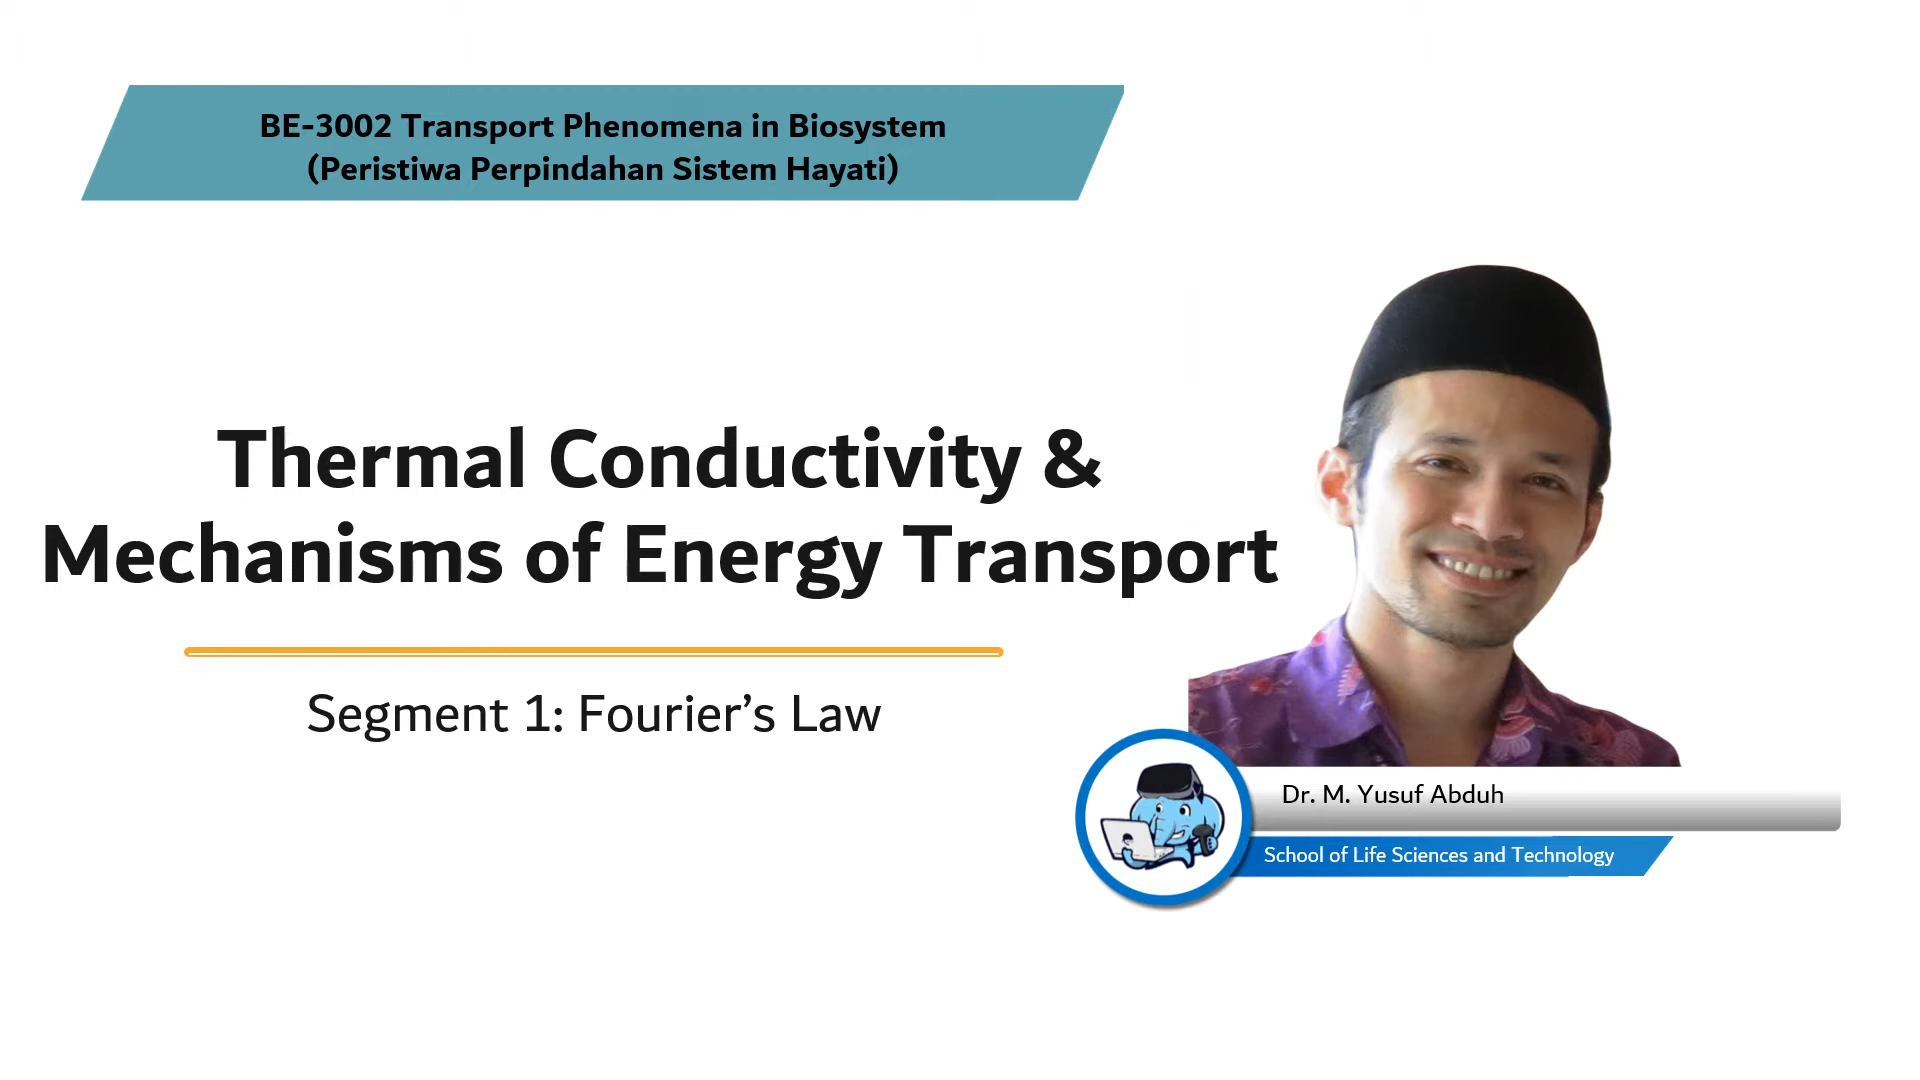 BE-3002 Transport Phenomena in Biosystem
(Peristiwa Perpindahan Sistem Hayati)
Thermal Conductivity &
Mechanisms of Energy Transport
Segment 1: Fourier’s Law
Dr. M. Yusuf Abduh
School of Life Sciences and Technology